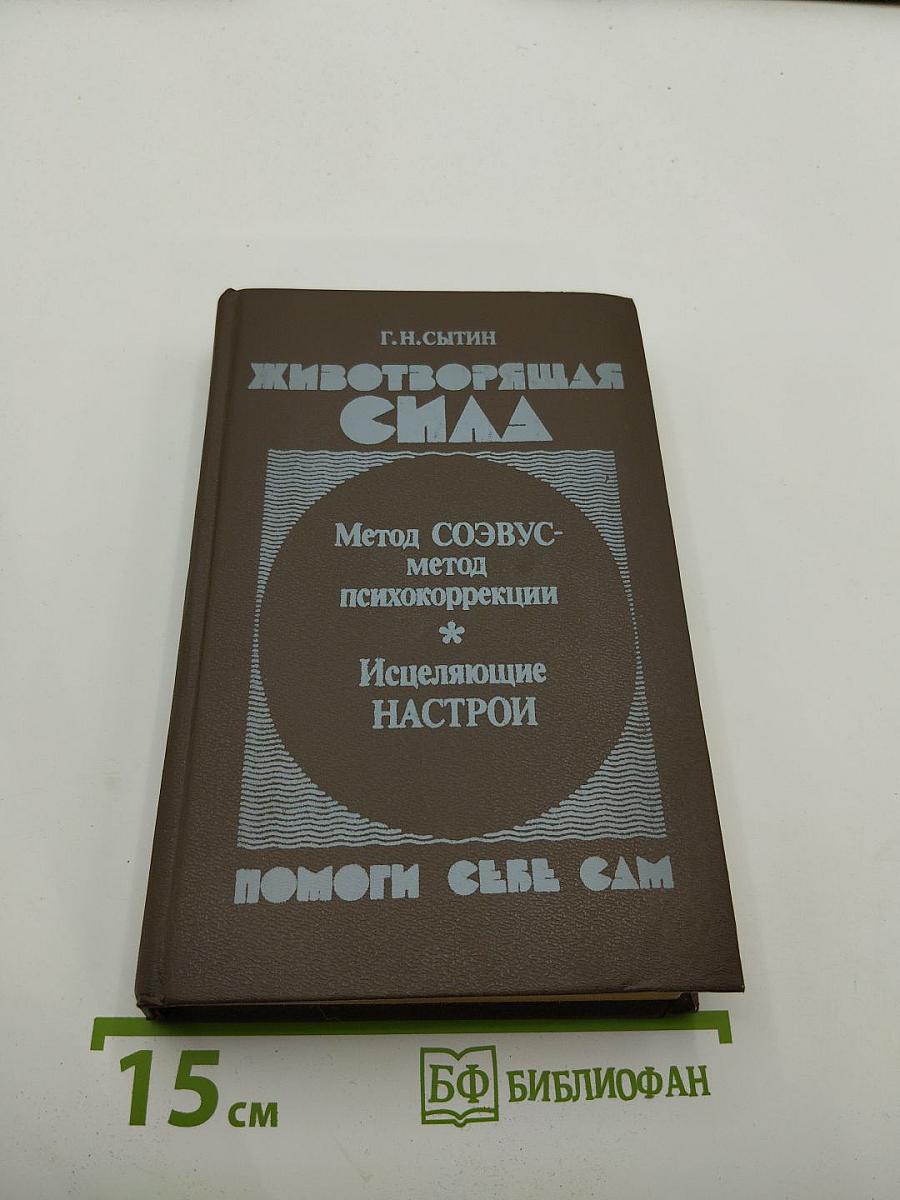 Г.Н.СЫТИН
ЖИВОТВОРЯЩАЯ
СИЛА
Метод СОЭВУС-
метод
психокоррекции
*
Исцеляющие
НАСТРОИ
ПОМОГИ СЕБЕ САМ
15 см
БФ БИБЛИОФАН